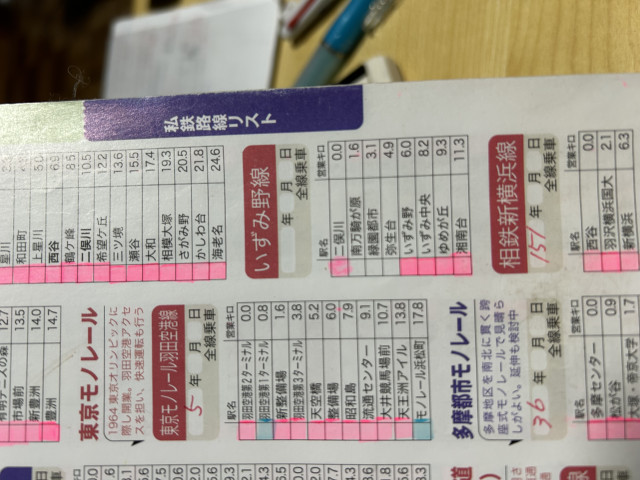 私鉄路線リスト
和田町
上星川 5.0
西谷 6.9
鶴ケ峰 8.5
二俣川 10.5
希望ケ丘 12.2
三ツ境 13.6
瀬谷 15.5
大和 17.4
相模大塚 19.3
さがみ野 20.5
かしわ台 21.8
海老名 24.6
いずみ野線
年 月 日
全線乗車
駅名 営業キロ
二俣川 0.0
南万騎が原 1.6
緑園都市 3.1
弥生台 4.9
いずみ野 6.0
いずみ中央 8.2
ゆめが丘 9.3
湘南台 11.3
相鉄新横浜線
年 月 日
全線乗車
駅名 営業キロ
西谷 0.0
羽沢横浜国大 2.1
新横浜 6.3
12.7
市場前 14.0
新豊洲
豊洲 14.7
東京モノレール
1964東京オリンピックに
際し開業。羽田空港アクセ
スを担い、快速運転も行う
東京モノレール羽田空港線
5 年 月 日
全線乗車
駅名 営業キロ
羽田空港第2ターミナル 0.0
羽田空港第1ターミナル 0.8
新整備場 1.6
羽田空港第3ターミナル 3.8
天空橋 5.2
整備場 6.0
昭和島 7.9
流通センター 9.1
大井競馬場前 10.7
天王洲アイル 13.8
モノレール浜松町 17.8
多摩都市モノレール
多摩地区を南北に貫く跨
座式モノレールで見晴ら
しがよい。延伸も検討中
36 年 月 日
全線乗車
駅名 営業キロ
多摩センター 0.0
松が谷 0.9
1.7